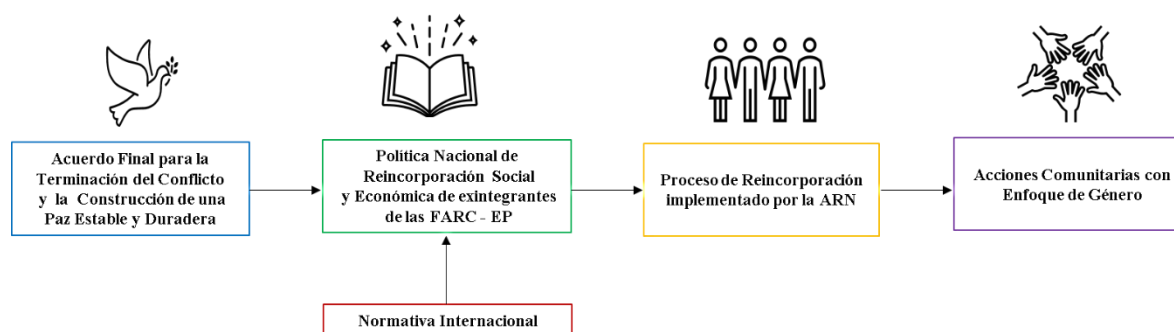 Acuerdo Final para la
Terminación del Conflicto
y la Construcción de una
Paz Estable y Duradera
Política Nacional de
Reincorporación Social
y Económica de exintegrantes
de las FARC - EP
Proceso de Reincorporación
implementado por la ARN
Acciones Comunitarias con
Enfoque de Género
Normativa Internacional